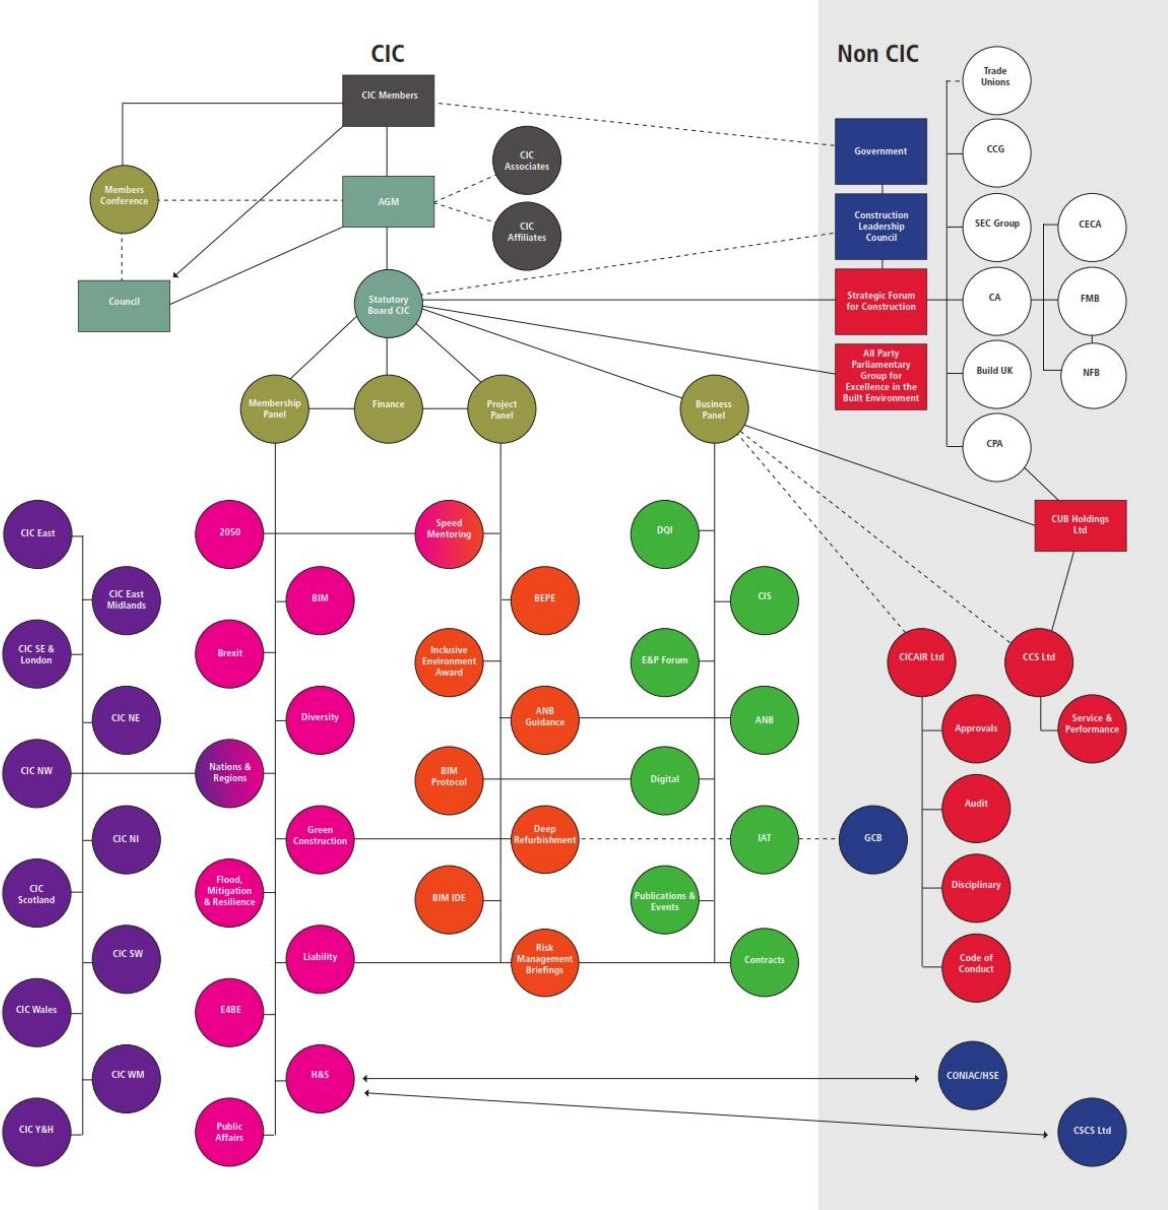 CIC
Non CIC
CIC Members
Trade
Unions
Government
CCG
CIC
Associates
Members
Conference
AGM
CIC
Affiliates
Construction
Leadership
Council
SEC Group
CECA
Council
Statutory
Board CIC
Strategic Forum
for Construction
CA
FMB
All Party
Parliamentary
Group for
Excellence in the
Built Environment
Build UK
NFB
Membership
Panel
Finance
Project
Panel
Business
Panel
CPA
CIC East
2050
Speed
Mentoring
DQI
CUB Holdings
Ltd
CIC East
Midlands
BIM
BEPE
CIS
CIC SE &
London
Brexit
Inclusive
Environment
Award
E&P Forum
CICAIR Ltd
CCS Ltd
CIC NE
Diversity
ANB
Guidance
ANB
Approvals
Service &
Performance
CIC NW
Nations &
Regions
BIM
Protocol
Digital
Audit
CIC NI
Green
Construction
Deep
Refurbishment
IAT
GCB
CIC
Scotland
Flood,
Mitigation
& Resilience
BIM IDE
Publications &
Events
Disciplinary
CIC SW
Liability
Risk
Management
Briefings
Contracts
Code of
Conduct
CIC Wales
E4BE
CIC WM
H&S
CONIAC/HSE
CIC Y&H
Public
Affairs
CSCS Ltd